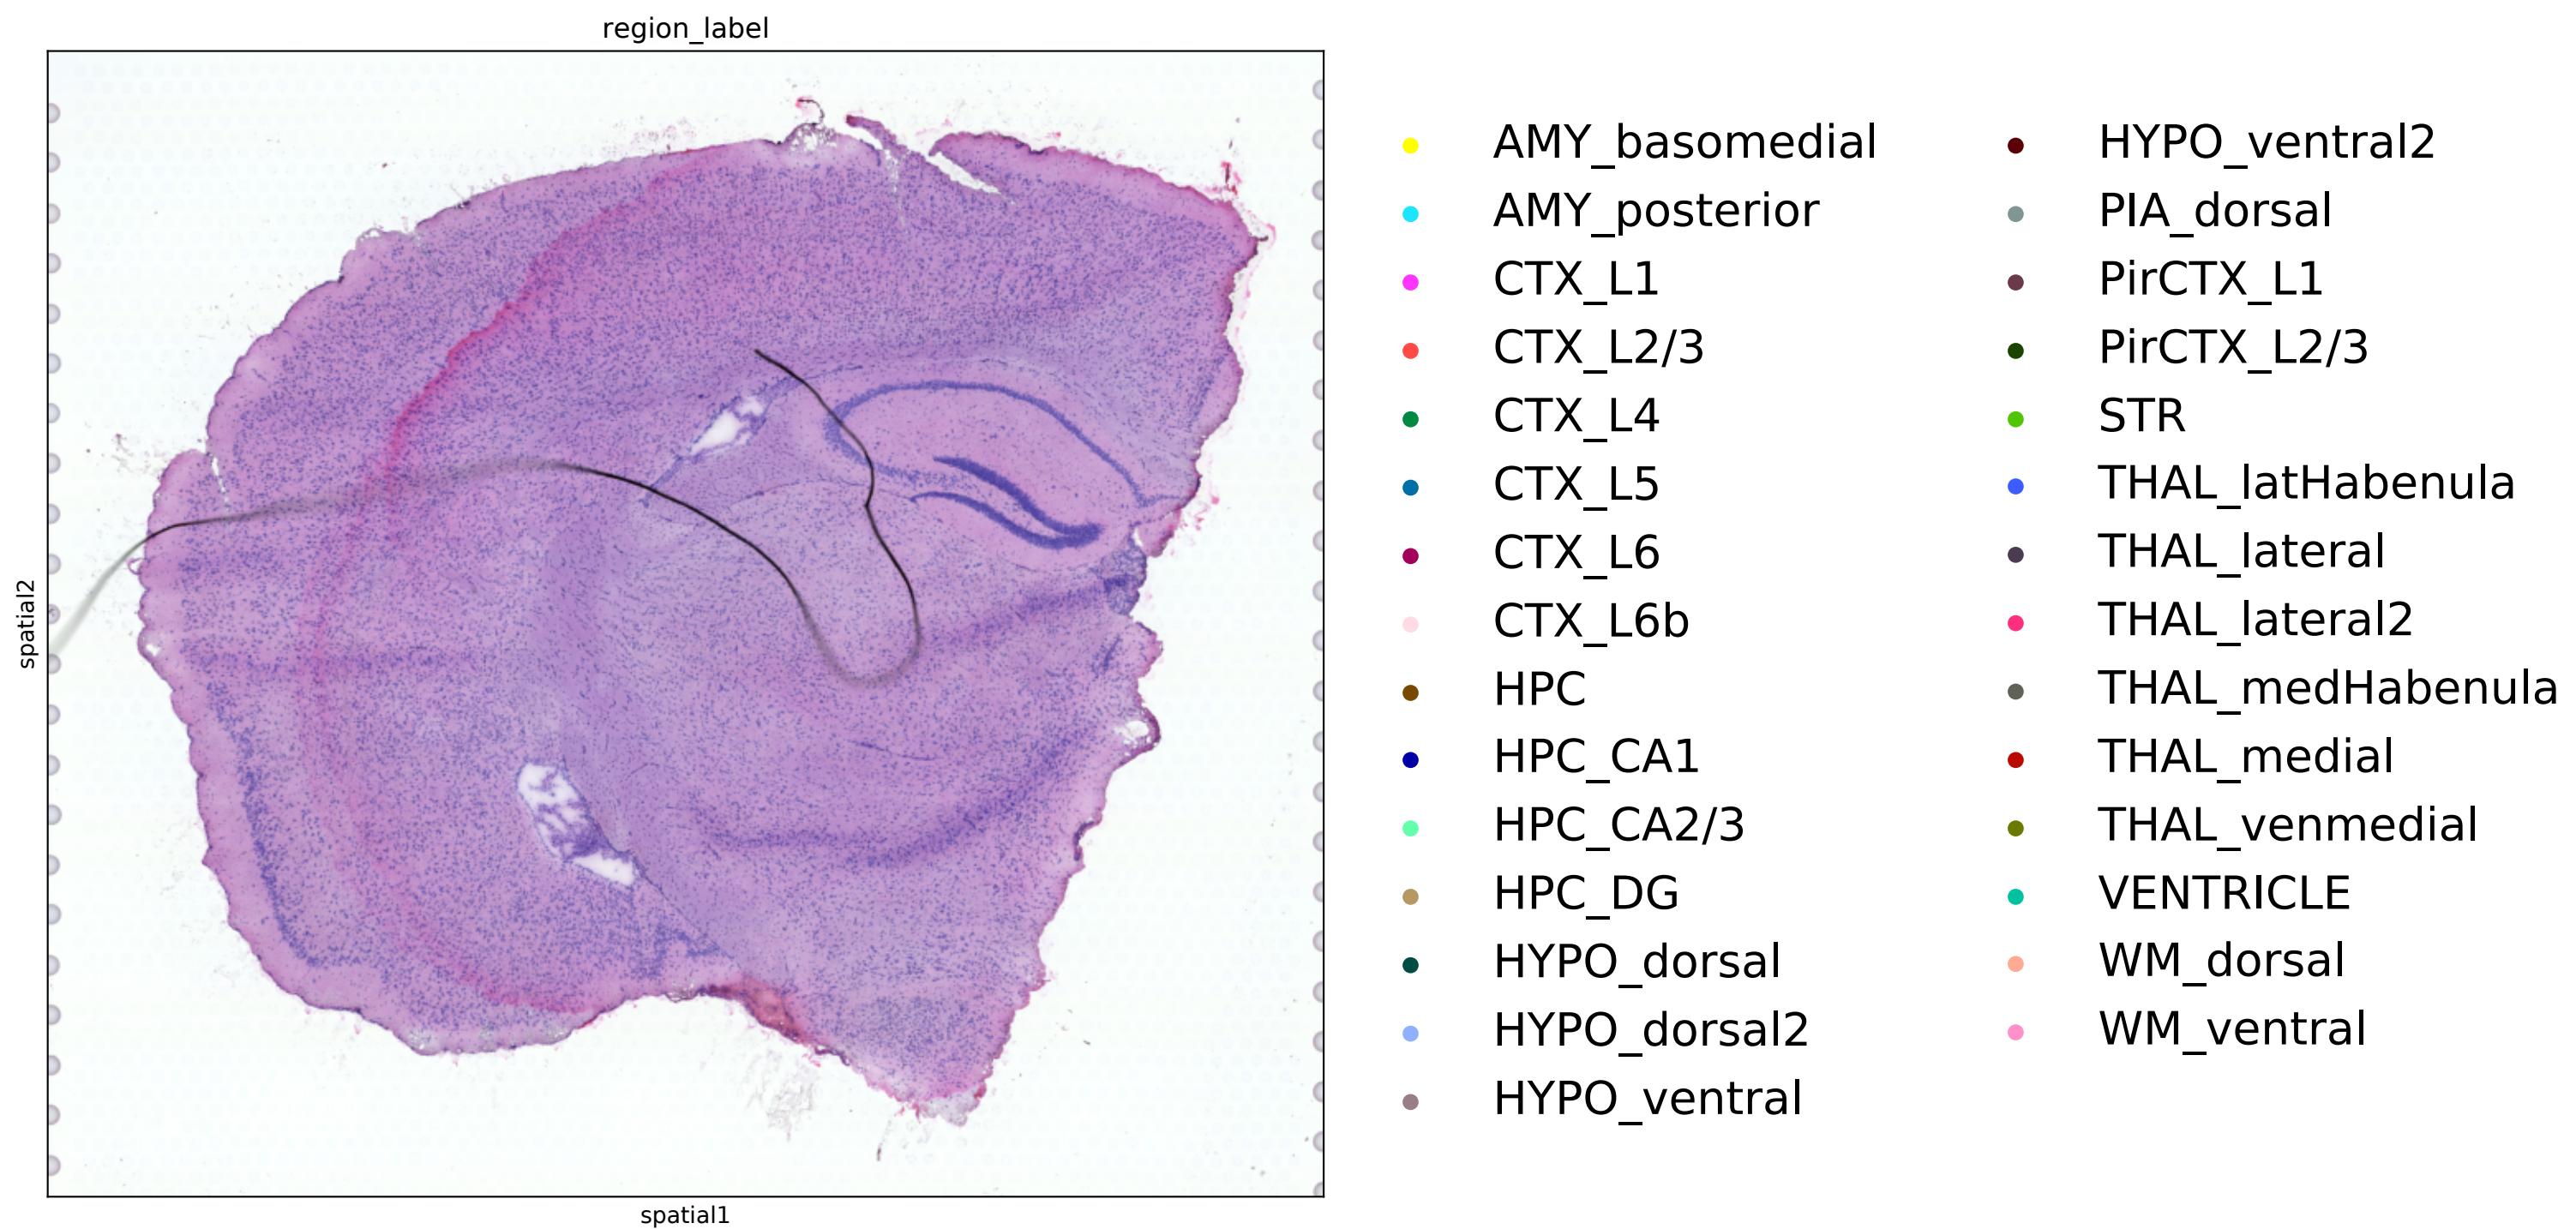 region_label
spatial2
spatial1
AMY_basomedial
AMY_posterior
CTX_L1
CTX_L2/3
CTX_L4
CTX_L5
CTX_L6
CTX_L6b
HPC
HPC_CA1
HPC_CA2/3
HPC_DG
HYPO_dorsal
HYPO_dorsal2
HYPO_ventral
HYPO_ventral2
PIA_dorsal
PirCTX_L1
PirCTX_L2/3
STR
THAL_latHabenula
THAL_lateral
THAL_lateral2
THAL_medHabenula
THAL_medial
THAL_venmedial
VENTRICLE
WM_dorsal
WM_ventral